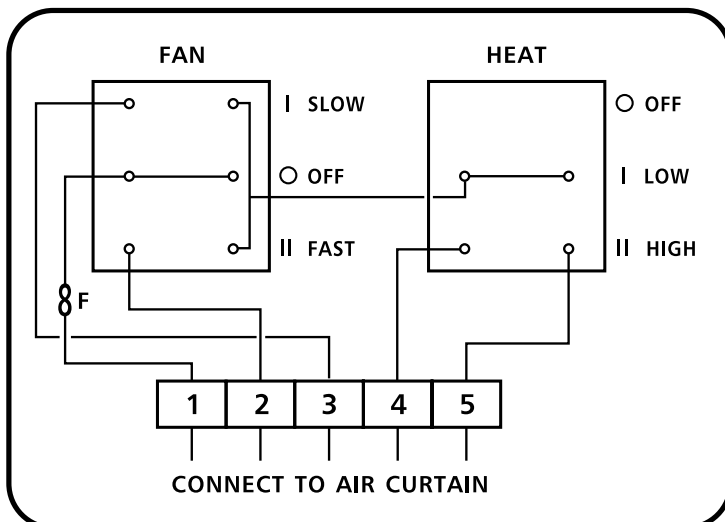 FAN HEAT
I SLOW
○ OFF
II FAST
○ OFF
I LOW
II HIGH
F
1 2 3 4 5
CONNECT TO AIR CURTAIN